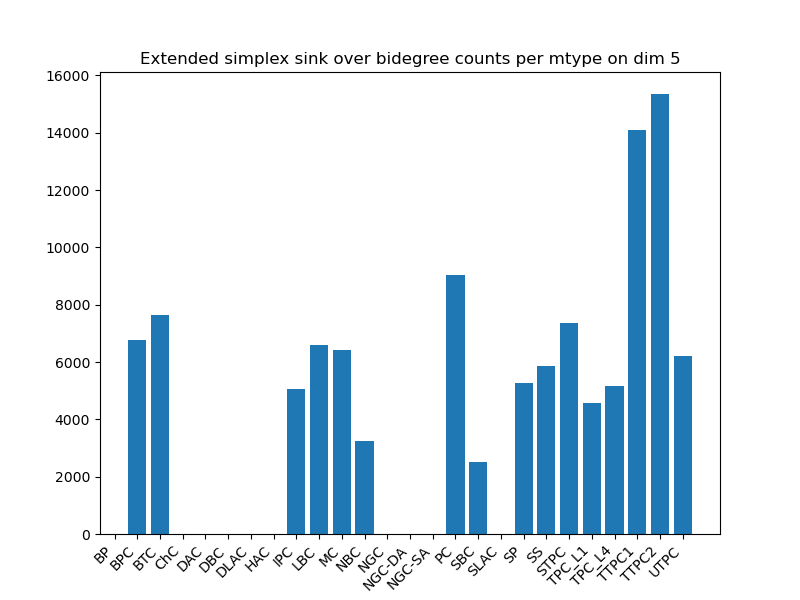 Extended simplex sink over bidegree counts per mtype on dim 5
16000
14000
12000
10000
8000
6000
4000
2000
0
BP
BPC
BTC
ChC
DAC
DBC
DLAC
HAC
IPC
LBC
MC
NBC
NGC
NGC-DA
NGC-SA
PC
SBC
SLAC
SP
SS
STPC
TPC_L1
TPC_L4
TTPC1
TTPC2
UTPC